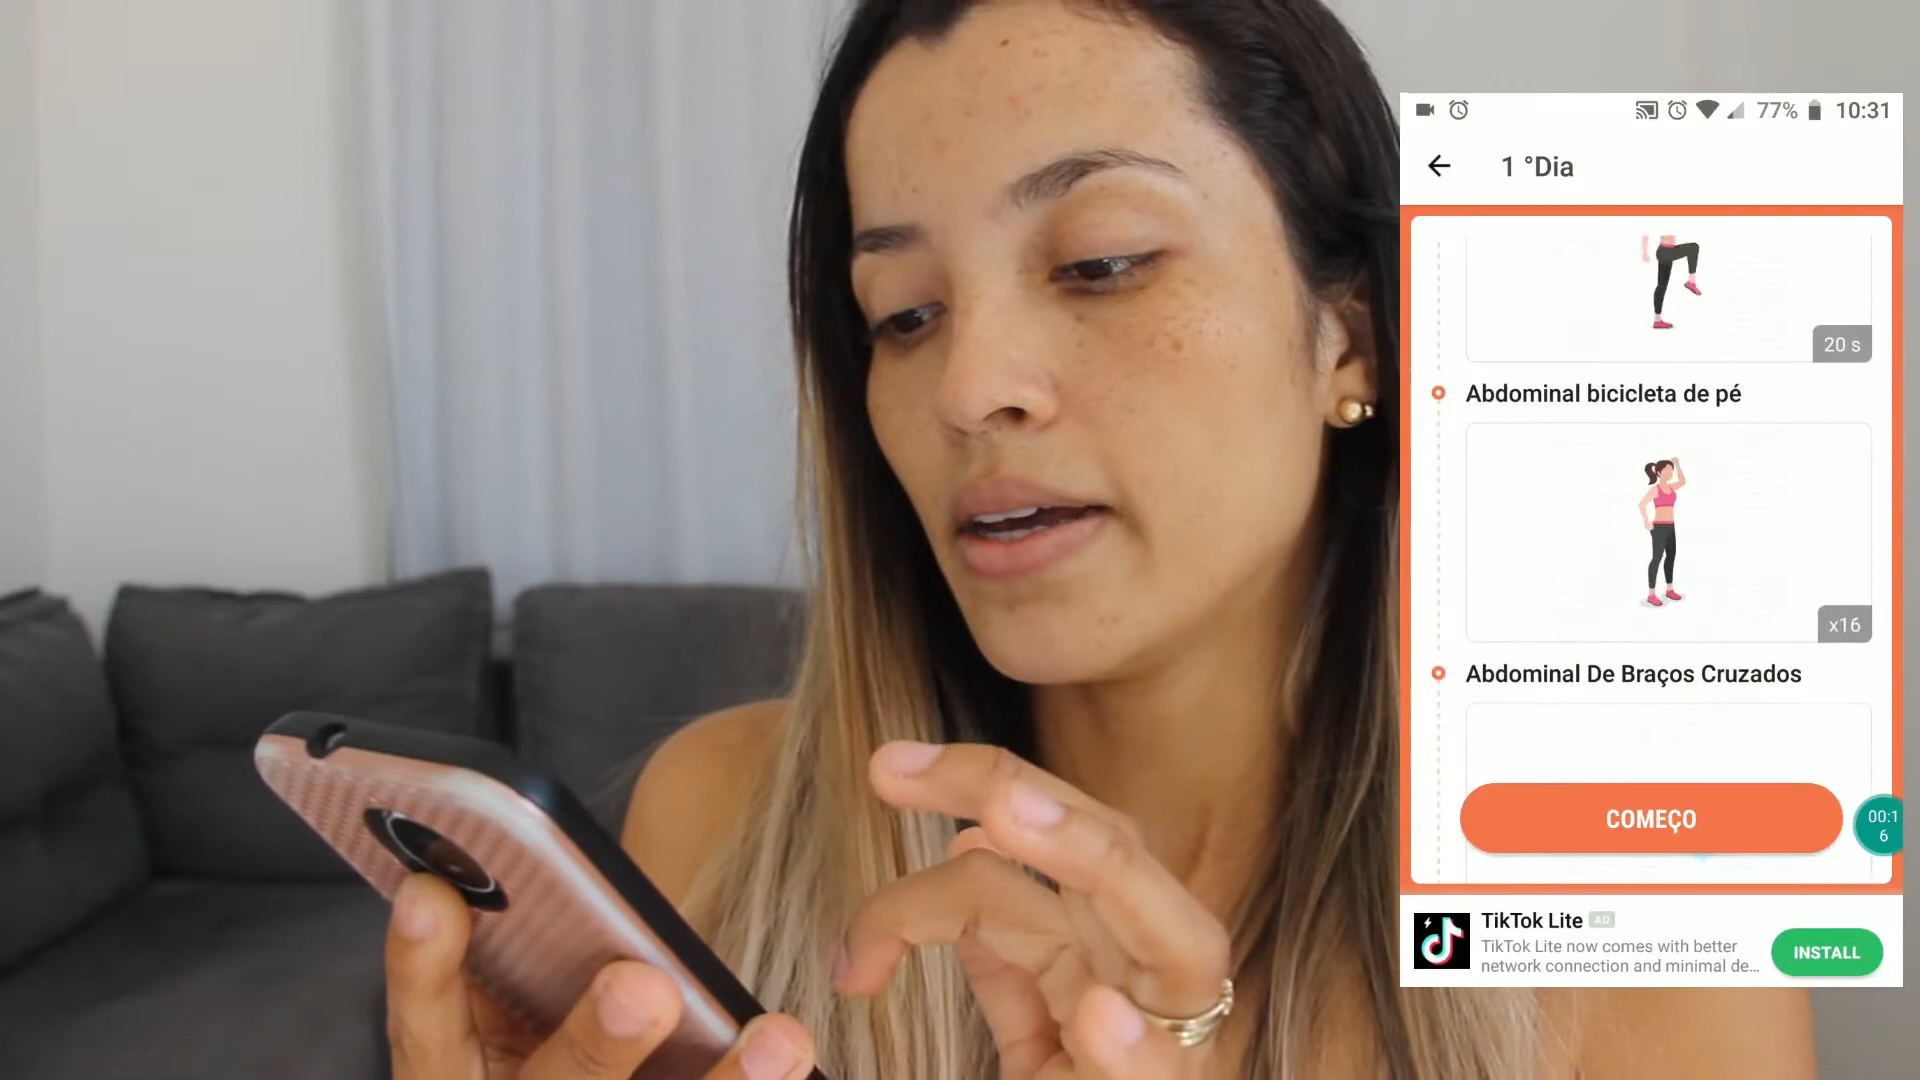 77% 10:31
1 °Dia
20 s
Abdominal bicicleta de pé
x16
Abdominal De Braços Cruzados
COMEÇO
00:1
6
TikTok Lite AD
TikTok Lite now comes with better
network connection and minimal de...
INSTALL